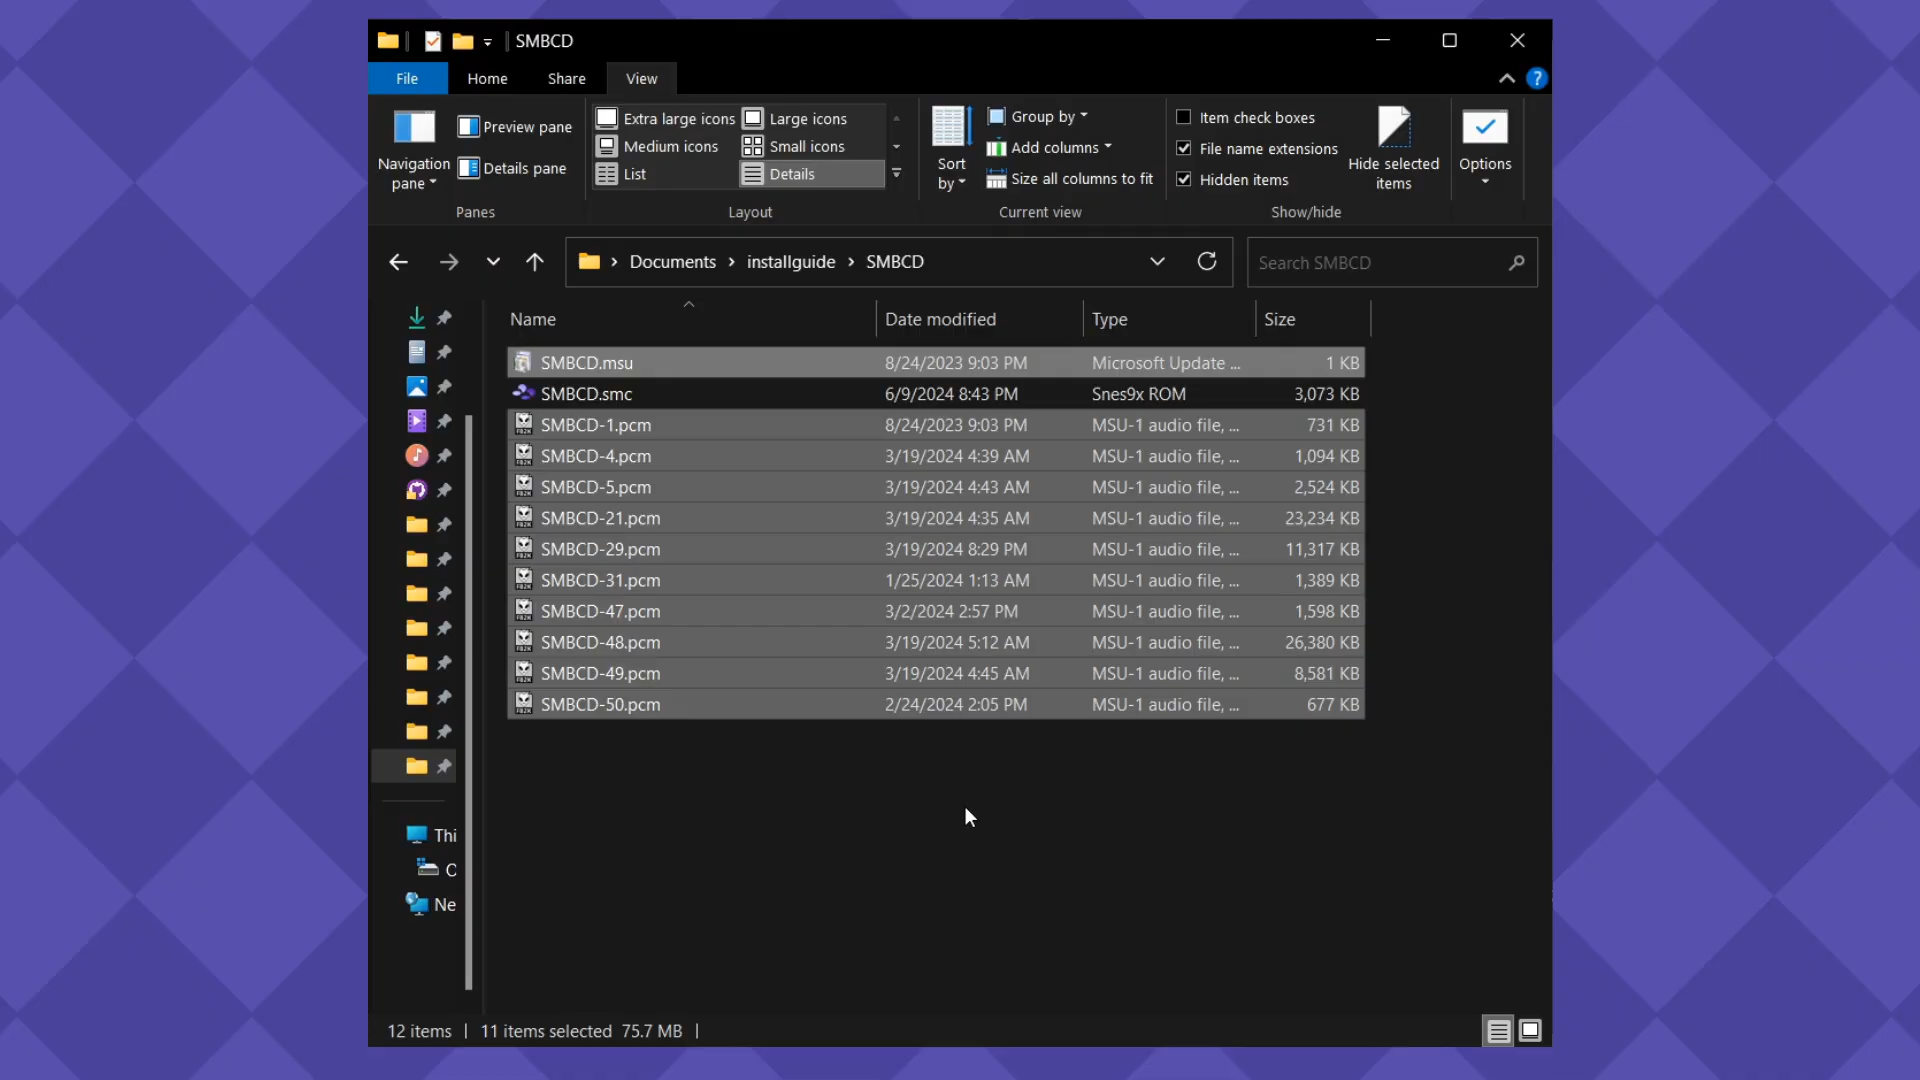 SMBCD
File Home Share View
?
Navigation pane
Preview pane
Details pane
Panes
Extra large icons Large icons
Medium icons Small icons
List Details
Layout
Sort by
Group by
Add columns
Size all columns to fit
Current view
Item check boxes
File name extensions
Hidden items
Hide selected items
Show/hide
Options
Documents installguide SMBCD
Search SMBCD
Name Date modified Type Size
SMBCD.msu 8/24/2023 9:03 PM Microsoft Update ... 1 KB
SMBCD.smc 6/9/2024 8:43 PM Snes9x ROM 3,073 KB
SMBCD-1.pcm 8/24/2023 9:03 PM MSU-1 audio file, ... 731 KB
SMBCD-4.pcm 3/19/2024 4:39 AM MSU-1 audio file, ... 1,094 KB
SMBCD-5.pcm 3/19/2024 4:43 AM MSU-1 audio file, ... 2,524 KB
SMBCD-21.pcm 3/19/2024 4:35 AM MSU-1 audio file, ... 23,234 KB
SMBCD-29.pcm 3/19/2024 8:29 PM MSU-1 audio file, ... 11,317 KB
SMBCD-31.pcm 1/25/2024 1:13 AM MSU-1 audio file, ... 1,389 KB
SMBCD-47.pcm 3/2/2024 2:57 PM MSU-1 audio file, ... 1,598 KB
SMBCD-48.pcm 3/19/2024 5:12 AM MSU-1 audio file, ... 26,380 KB
SMBCD-49.pcm 3/19/2024 4:45 AM MSU-1 audio file, ... 8,581 KB
SMBCD-50.pcm 2/24/2024 2:05 PM MSU-1 audio file, ... 677 KB
Thi
Ne
12 items 11 items selected 75.7 MB